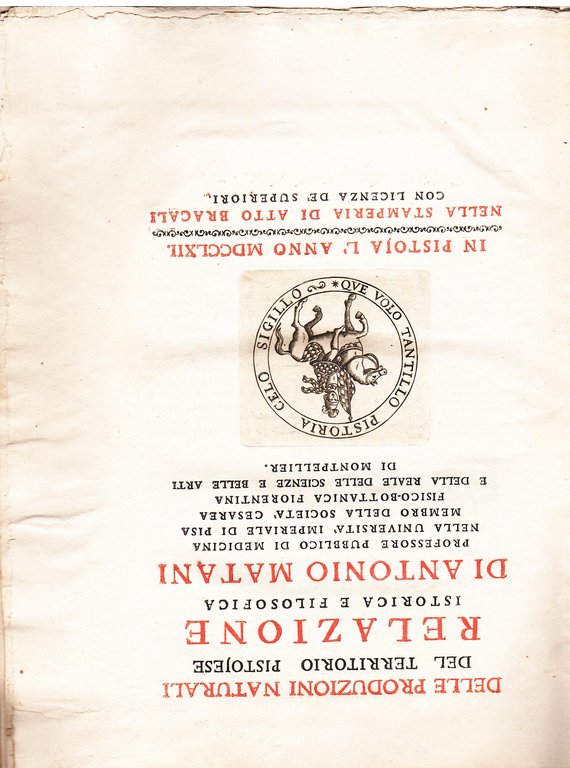 DELLE PRODUZIONI NATURALI
DEL TERRITORIO PISTOJESE
RELAZIONE
ISTORICA E FILOSOFICA
DI ANTONIO MATANI
PROFESSORE PUBBLICO DI MEDICINA
NELLA UNIVERSITA' IMPERIALE DI PISA
MEMBRO DELLA SOCIETA' CESAREA
FISICO-BOTTANICA FIORENTINA
E DELLA REALE DELLE SCIENZE E BELLE ARTI
DI MONTPELLIER.
* QVE VOLO TANTILLO PISTORIA CELO SIGILLO
IN PISTOJA L' ANNO MDCCLXII.
NELLA STAMPERIA DI ATTO BRACALI
CON LICENZA DE' SUPERIORI.